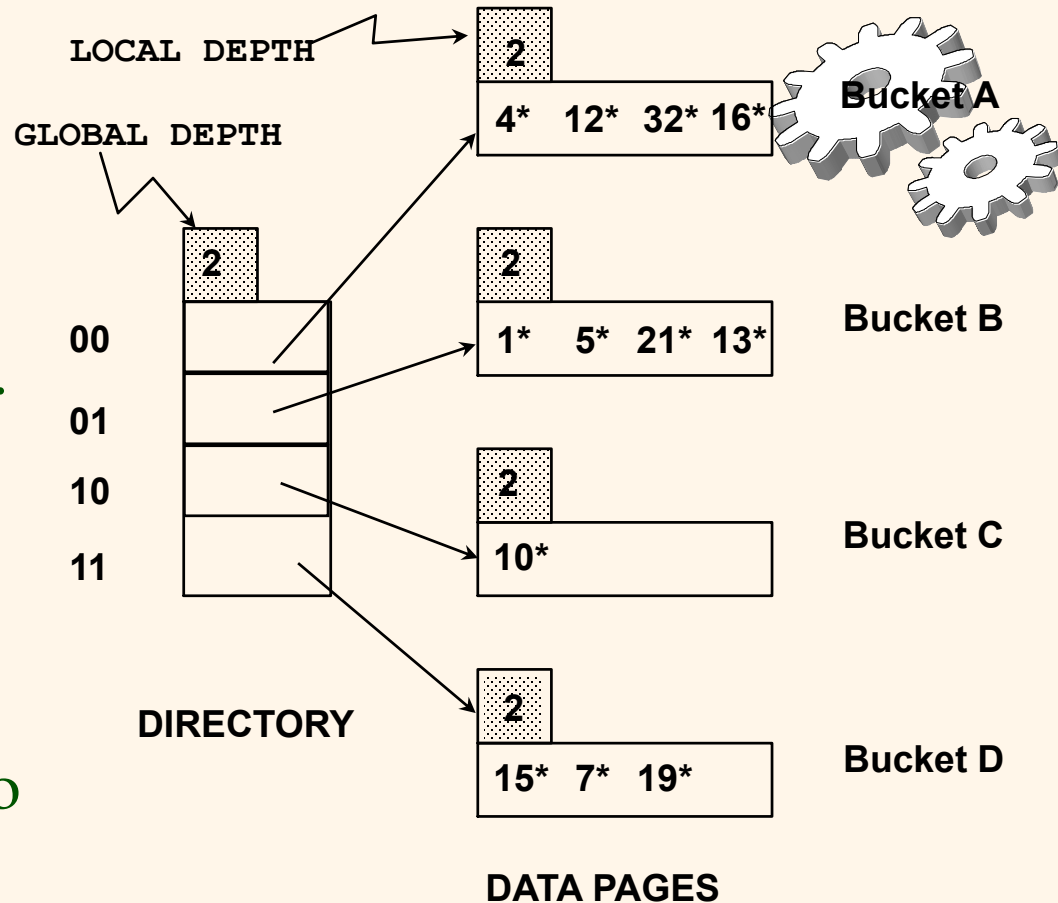 LOCAL DEPTH
GLOBAL DEPTH
2
4* 12* 32* 16*
Bucket A
2
00
01
10
11
DIRECTORY
2
1* 5* 21* 13*
Bucket B
2
10*
Bucket C
2
15* 7* 19*
Bucket D
DATA PAGES